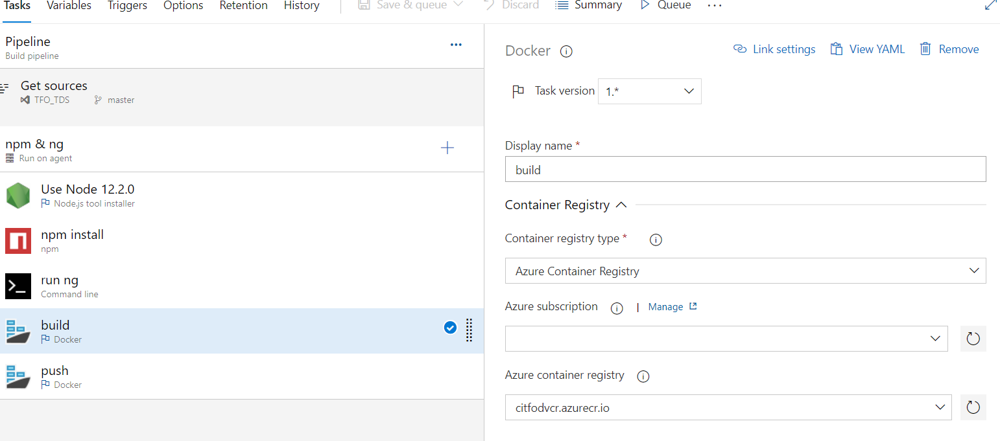 Tasks Variables Triggers Options Retention History Save & queue Discard Summary Queue ...
Pipeline
Build pipeline
Get sources
TFO_TDS master
npm & ng
Run on agent
Use Node 12.2.0
Node.js tool installer
npm install
npm
run ng
Command line
build
Docker
push
Docker
Docker
Link settings View YAML Remove
Task version 1.*
Display name *
build
Container Registry
Container registry type *
Azure Container Registry
Azure subscription | Manage
Azure container registry
citfodvcr.azurecr.io